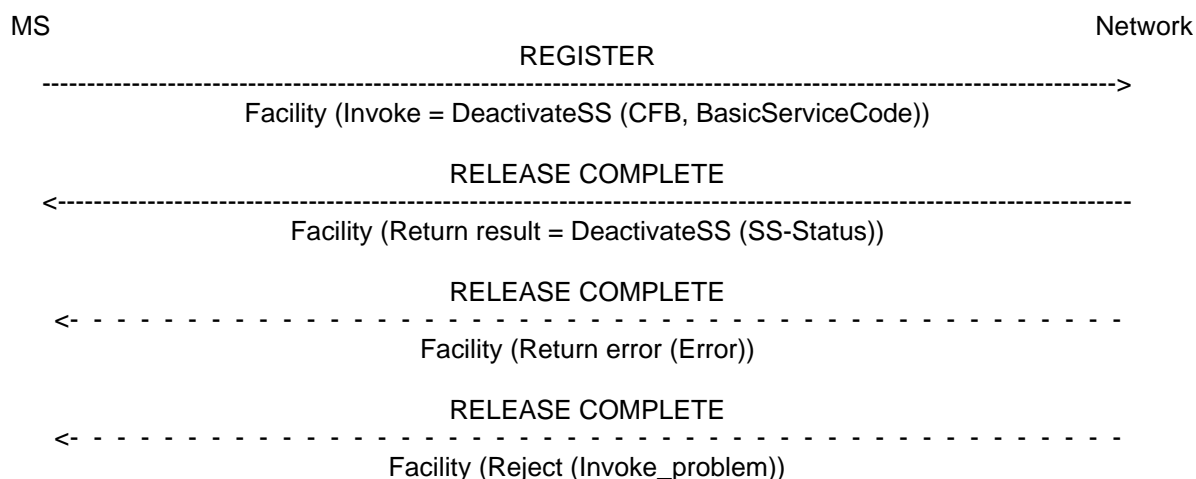 MS Network
REGISTER
Facility (Invoke = DeactivateSS (CFB, BasicServiceCode))
RELEASE COMPLETE
Facility (Return result = DeactivateSS (SS-Status))
RELEASE COMPLETE
Facility (Return error (Error))
RELEASE COMPLETE
Facility (Reject (Invoke_problem))